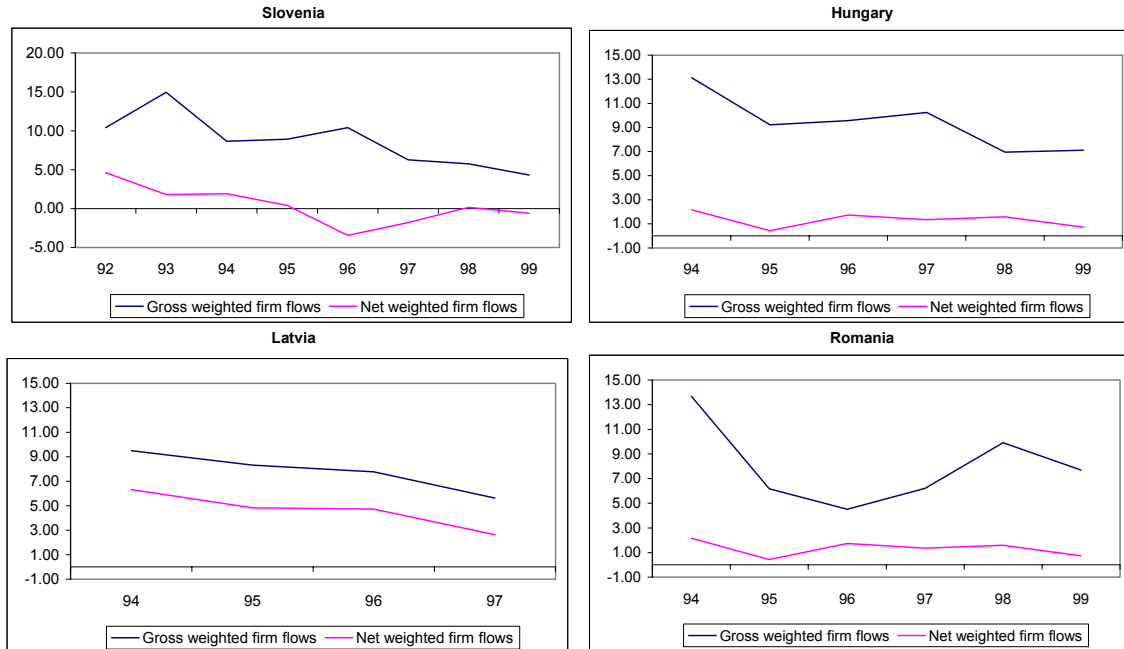 Slovenia
20.00
15.00
10.00
5.00
0.00
-5.00
92 93 94 95 96 97 98 99
Gross weighted firm flows Net weighted firm flows
Hungary
15.00
13.00
11.00
9.00
7.00
5.00
3.00
1.00
-1.00
94 95 96 97 98 99
Gross weighted firm flows Net weighted firm flows
Latvia
15.00
13.00
11.00
9.00
7.00
5.00
3.00
1.00
-1.00
94 95 96 97
Gross weighted firm flows Net weighted firm flows
Romania
15.00
13.00
11.00
9.00
7.00
5.00
3.00
1.00
-1.00
94 95 96 97 98 99
Gross weighted firm flows Net weighted firm flows